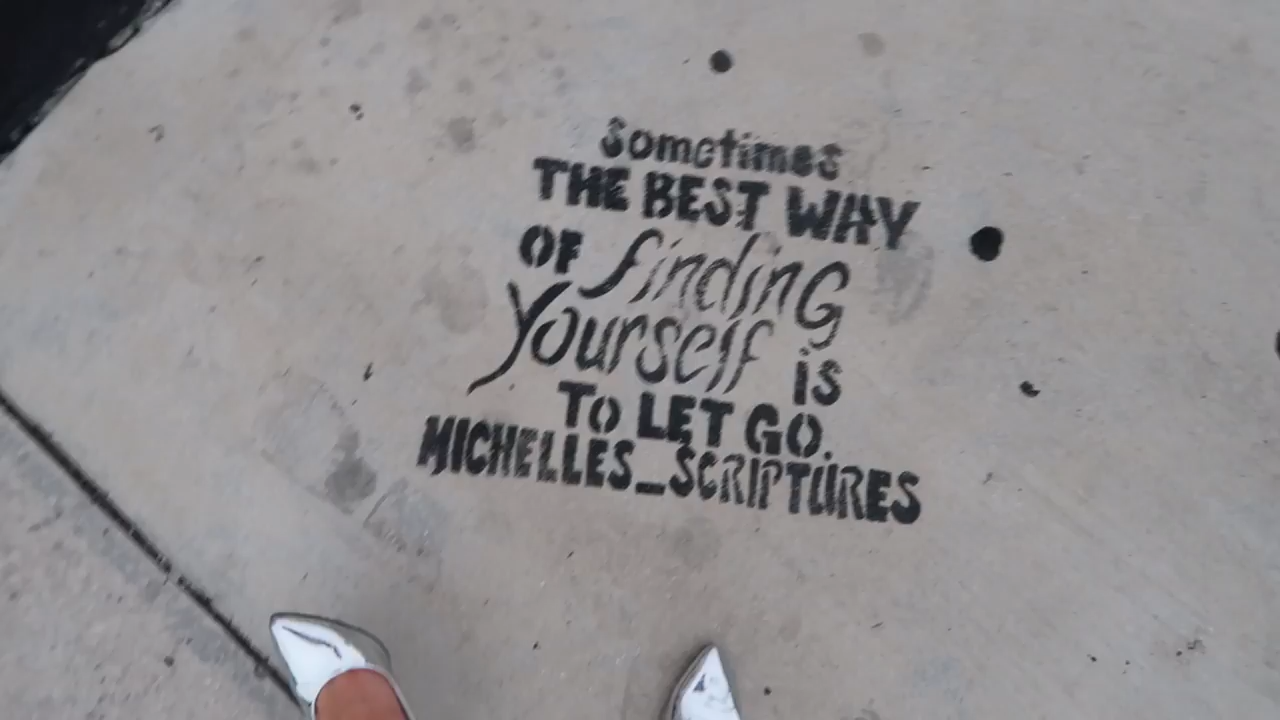 sometimes
THE BEST WAY
OF finding
Yourself is
TO LET GO.
MICHELLES_SCRIPTURES